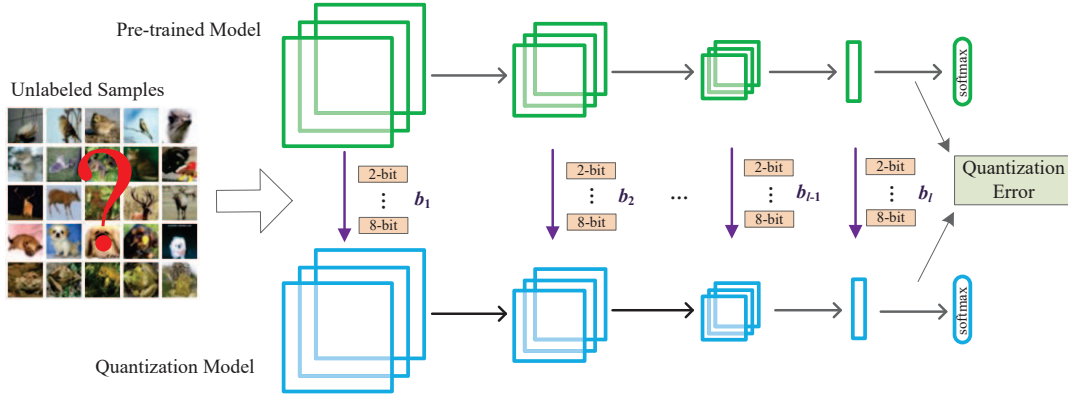 Pre-trained Model
Unlabeled Samples
?
softmax
2-bit
⋮
8-bit
b1
2-bit
⋮
8-bit
b2
...
2-bit
⋮
8-bit
bl-1
2-bit
⋮
8-bit
bl
Quantization
Error
softmax
Quantization Model